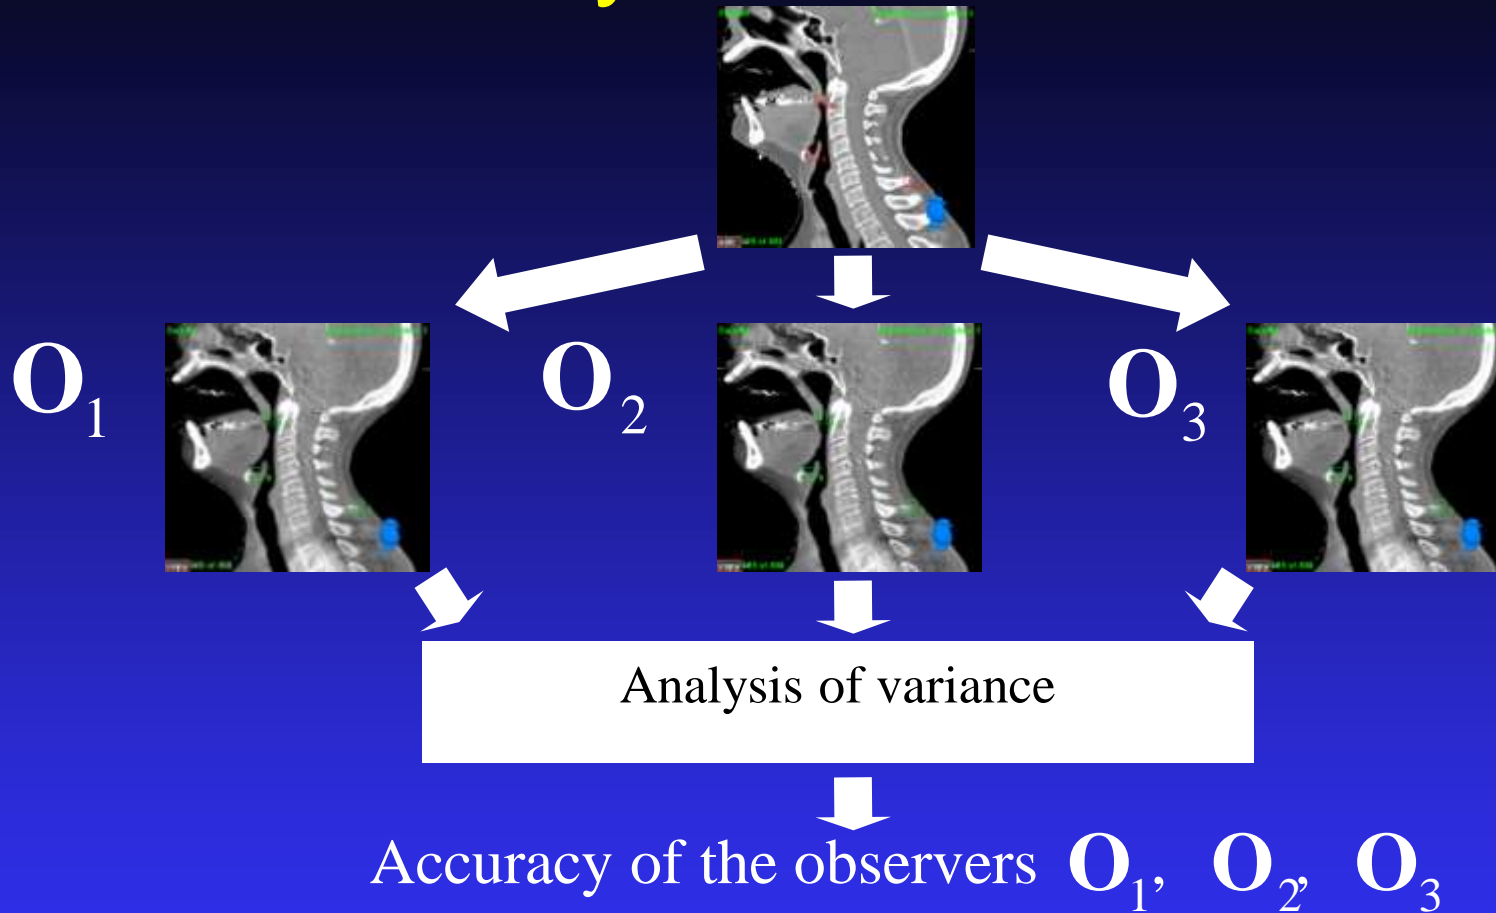 O1 O2 O3
Analysis of variance
Accuracy of the observers O1, O2, O3